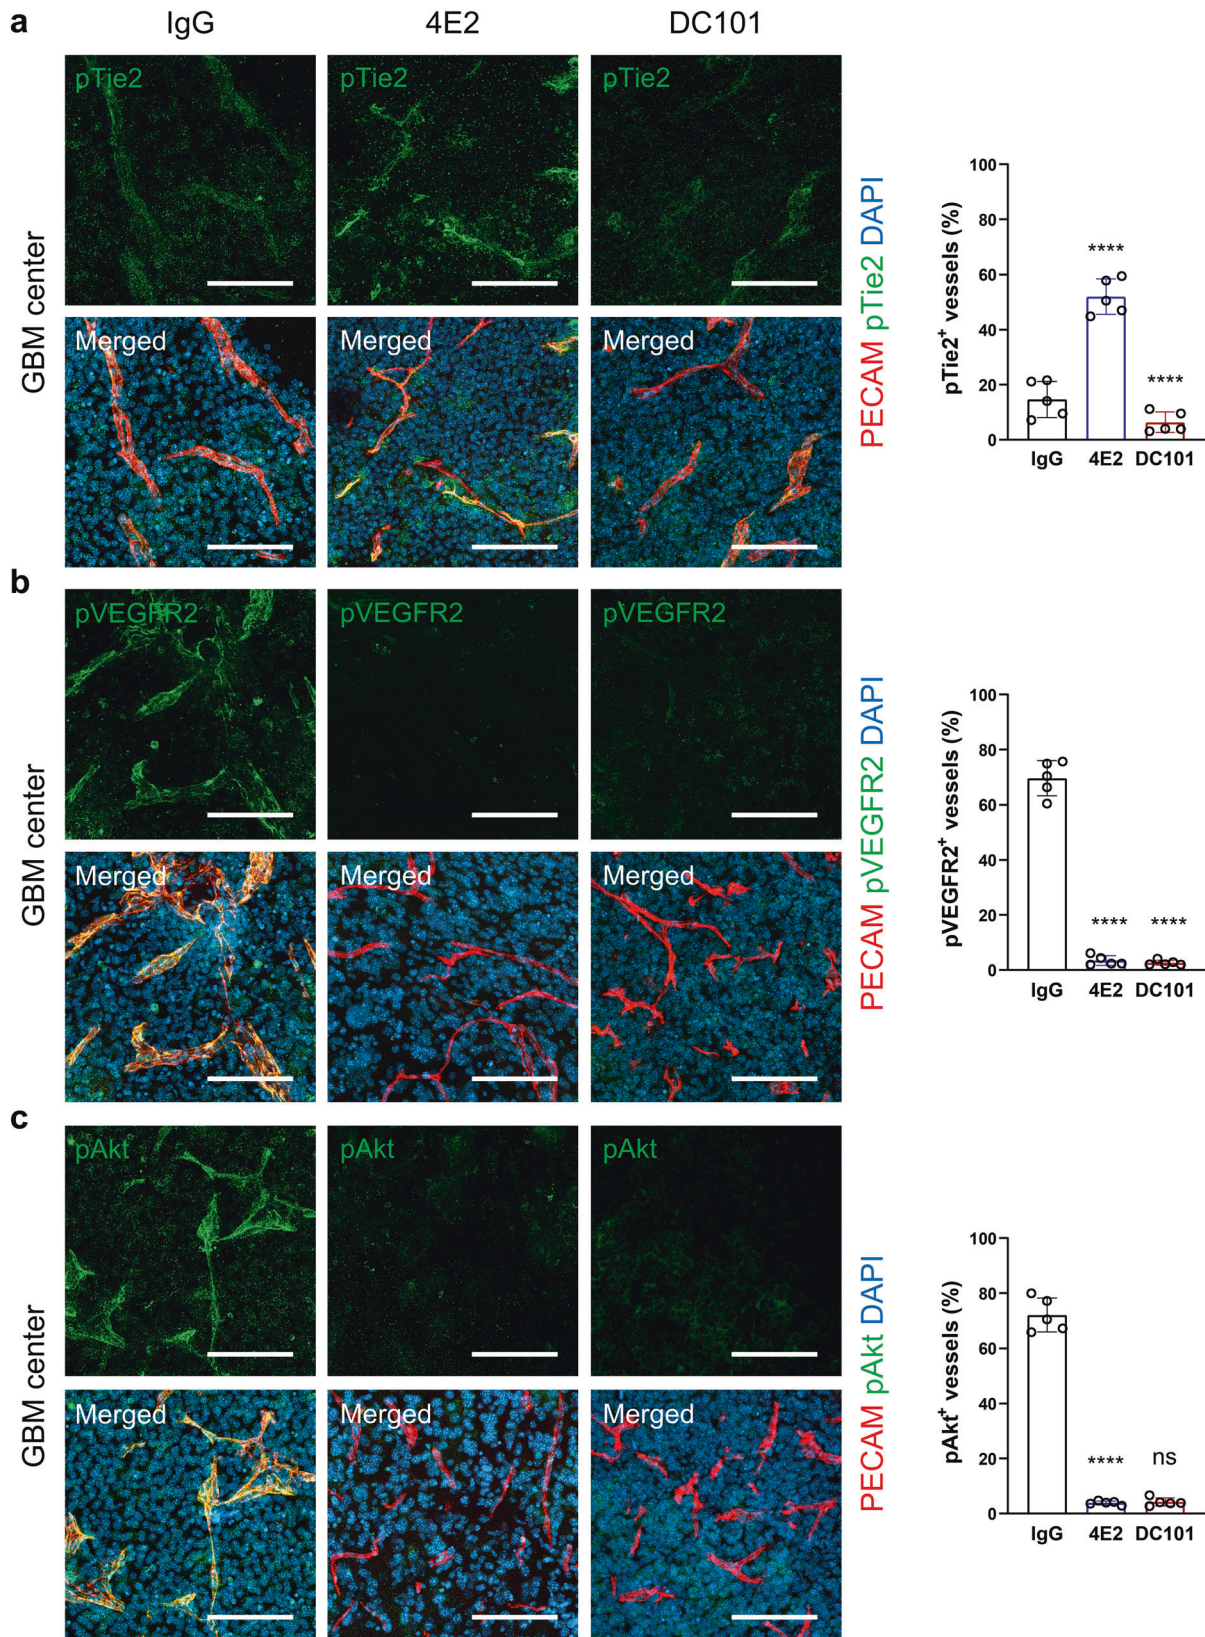 a
IgG
4E2
DC101
GBM center
pTie2
pTie2
pTie2
Merged
Merged
Merged
PECAM pTie2 DAPI
pTie2+ vessels (%)
100
80
60
40
20
0
****
****
IgG
4E2
DC101
b
GBM center
pVEGFR2
pVEGFR2
pVEGFR2
Merged
Merged
Merged
PECAM pVEGFR2 DAPI
pVEGFR2+ vessels (%)
100
80
60
40
20
0
****
****
IgG
4E2
DC101
c
GBM center
pAkt
pAkt
pAkt
Merged
Merged
Merged
PECAM pAkt DAPI
pAkt+ vessels (%)
100
80
60
40
20
0
****
ns
IgG
4E2
DC101